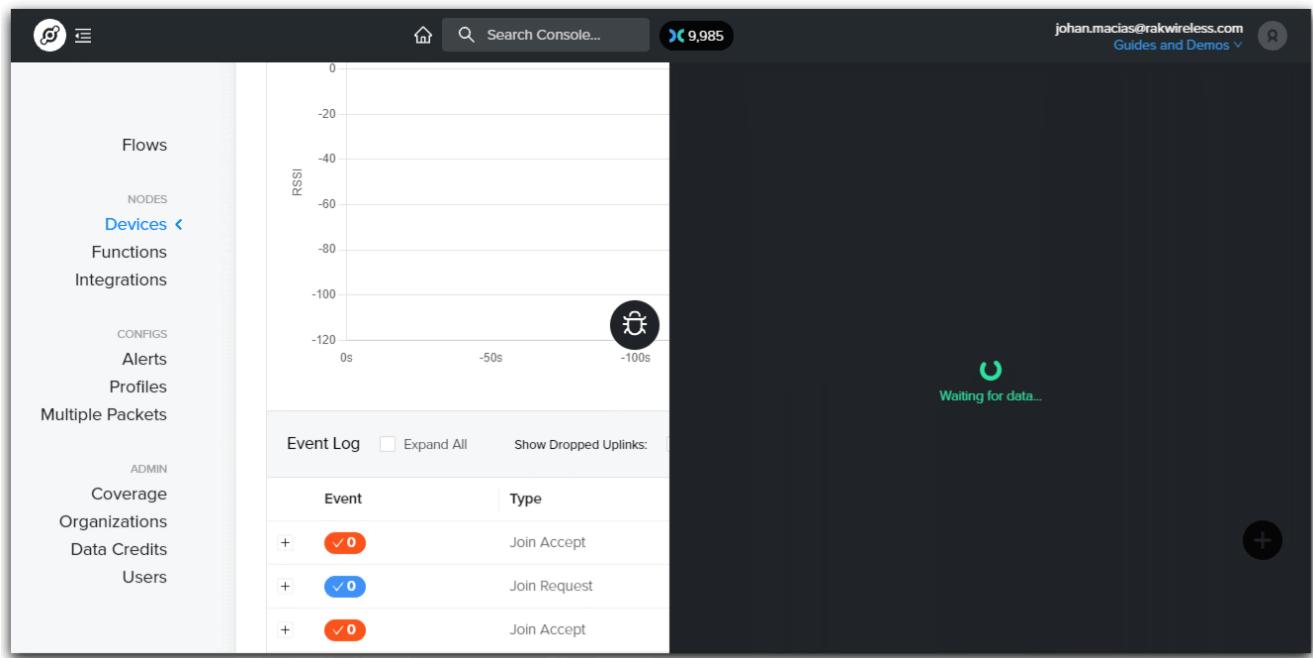 Search Console...
9,985
johan.macias@rakwireless.com
Guides and Demos
Flows
NODES
Devices
Functions
Integrations
CONFIGS
Alerts
Profiles
Multiple Packets
ADMIN
Coverage
Organizations
Data Credits
Users
RSSI
0
-20
-40
-60
-80
-100
-120
0s -50s -100s
Event Log Expand All Show Dropped Uplinks:
Event Type
0 Join Accept
0 Join Request
0 Join Accept
Waiting for data...